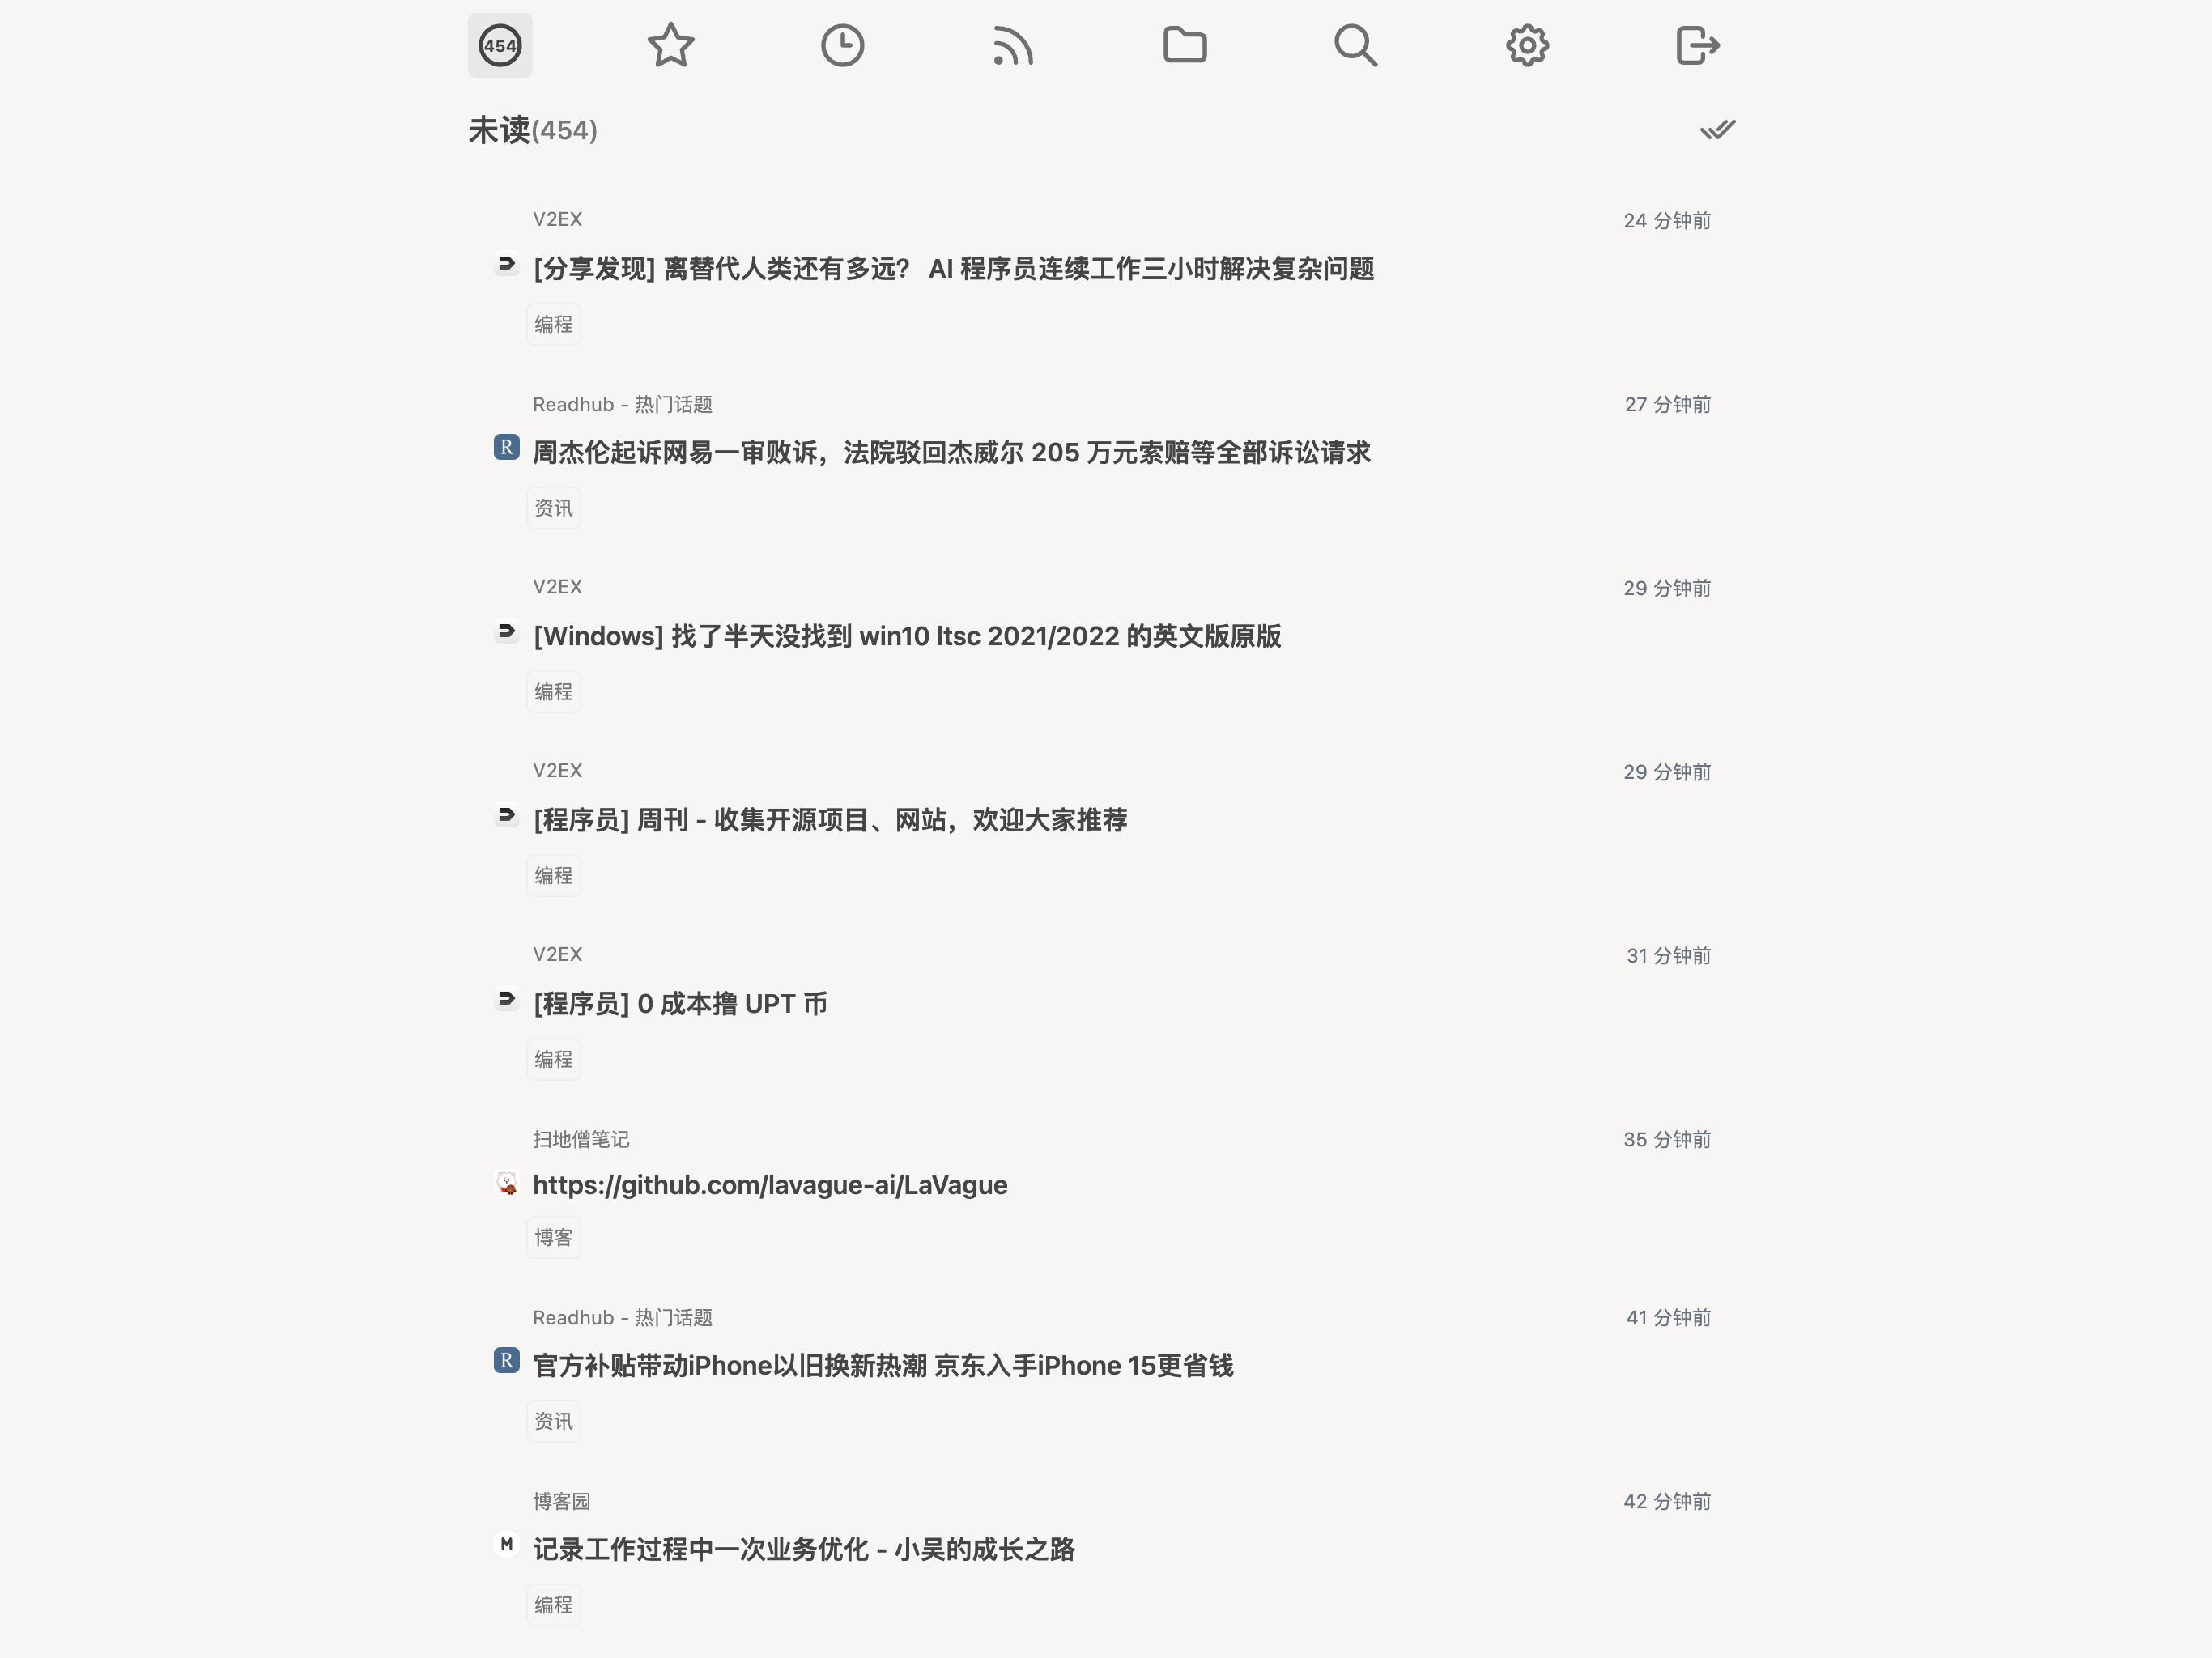 454
未读(454)
V2EX 24 分钟前
[分享发现] 离替代人类还有多远？ AI 程序员连续工作三小时解决复杂问题
编程
Readhub - 热门话题 27 分钟前
R 周杰伦起诉网易一审败诉，法院驳回杰威尔 205 万元索赔等全部诉讼请求
资讯
V2EX 29 分钟前
[Windows] 找了半天没找到 win10 ltsc 2021/2022 的英文版原版
编程
V2EX 29 分钟前
[程序员] 周刊 - 收集开源项目、网站，欢迎大家推荐
编程
V2EX 31 分钟前
[程序员] 0 成本撸 UPT 币
编程
扫地僧笔记 35 分钟前
https://github.com/lavague-ai/LaVague
博客
Readhub - 热门话题 41 分钟前
R 官方补贴带动iPhone以旧换新热潮 京东入手iPhone 15更省钱
资讯
博客园 42 分钟前
M 记录工作过程中一次业务优化 - 小吴的成长之路
编程